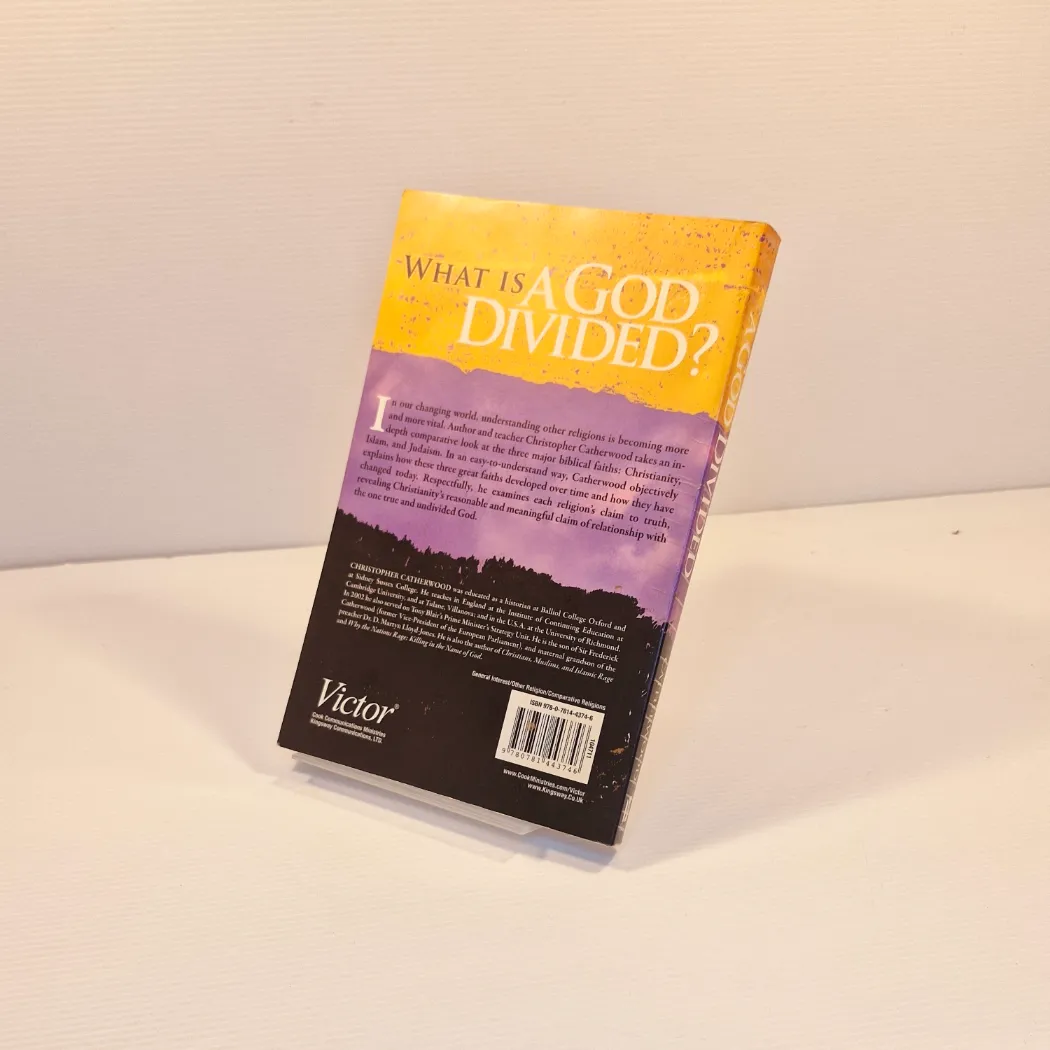 WHAT IS A GOD
DIVIDED?
In our changing world, understanding other religions is becoming more
and more vital. Author and teacher Christopher Catherwood takes an in-
depth comparative look at the three major biblical faiths: Christianity,
Islam, and Judaism. In an easy-to-understand way, Catherwood objectively
explains how these three great faiths developed over time and how they have
changed today. Respectfully, he examines each religion's claim to truth,
revealing Christianity's reasonable and meaningful claim of relationship with
the one true and undivided God.
CHRISTOPHER CATHERWOOD was educated as a historian at Balliol College Oxford and
at Sidney Sussex College. He teaches in England at the Institute of Continuing Education at
Cambridge University, and at Tulane, Villanova; and in the U.S.A. at the University of Richmond.
In 2002 he also served on Tony Blair's Prime Minister's Strategy Unit. He is the son of Sir Frederick
Catherwood (former Vice-President of the European Parliament), and maternal grandson of the
preacher Dr. D. Martyn Lloyd-Jones. He is also the author of Christians, Muslims, and Islamic Rage
and Why the Nations Rage: Killing in the Name of God.
General Interest/Other Religion/Comparative Religions
Victor®
Cook Communications Ministries
Kingsway Communications, LTD.
ISBN 978-0-7814-4374-6
104711
9 780781 443746
www.CookMinistries.com/Victor
www.Kingsway.Co.Uk
A GOD DIVIDED